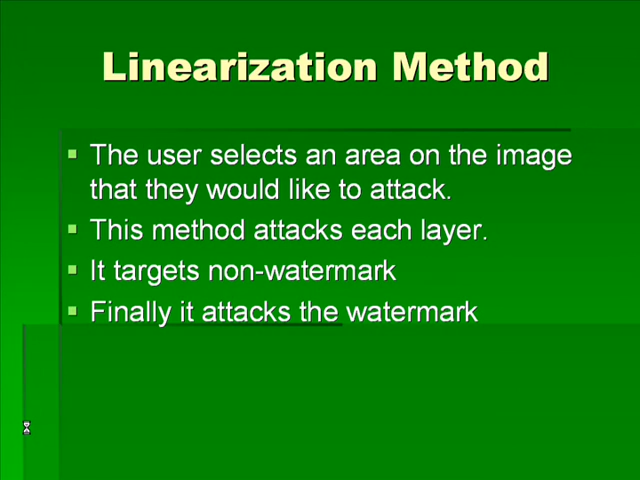 Linearization Method
The user selects an area on the image
that they would like to attack.
This method attacks each layer.
It targets non-watermark
Finally it attacks the watermark